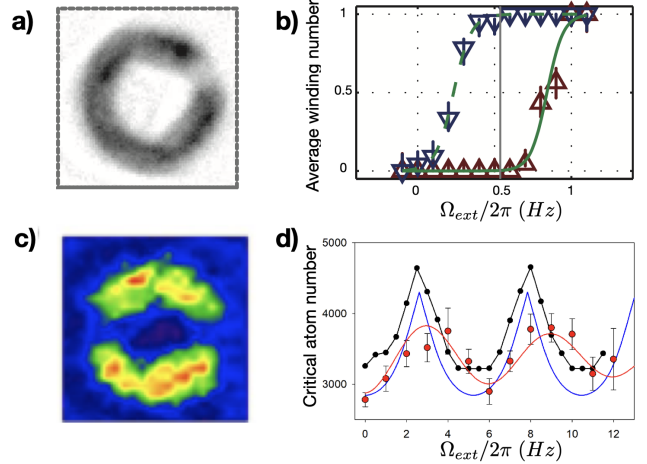 a)
b)
Average winding number
1
0.5
0
0
0.5
1
Ω_ext/2π (Hz)
c)
d)
Critical atom number
5000
4000
3000
0 2 4 6 8 10 12
Ω_ext/2π (Hz)